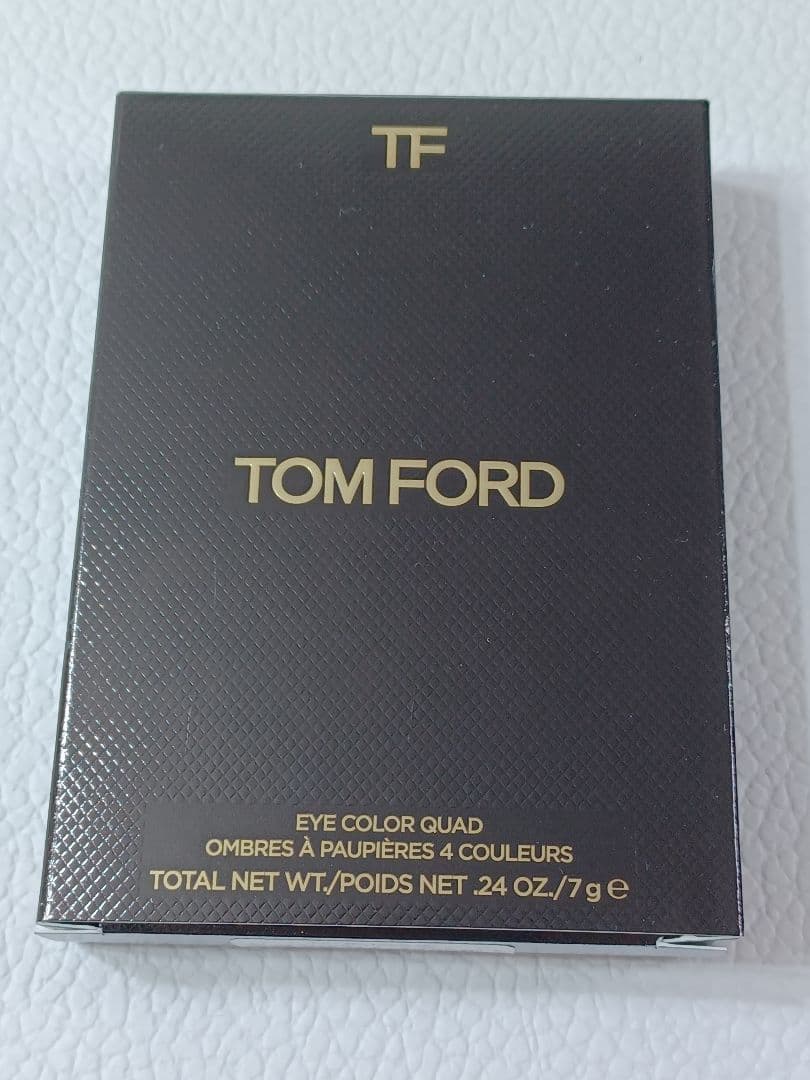 TF
TOM FORD
EYE COLOR QUAD
OMBRES À PAUPIÈRES 4 COULEURS
TOTAL NET WT./POIDS NET .24 OZ./7 g ℮